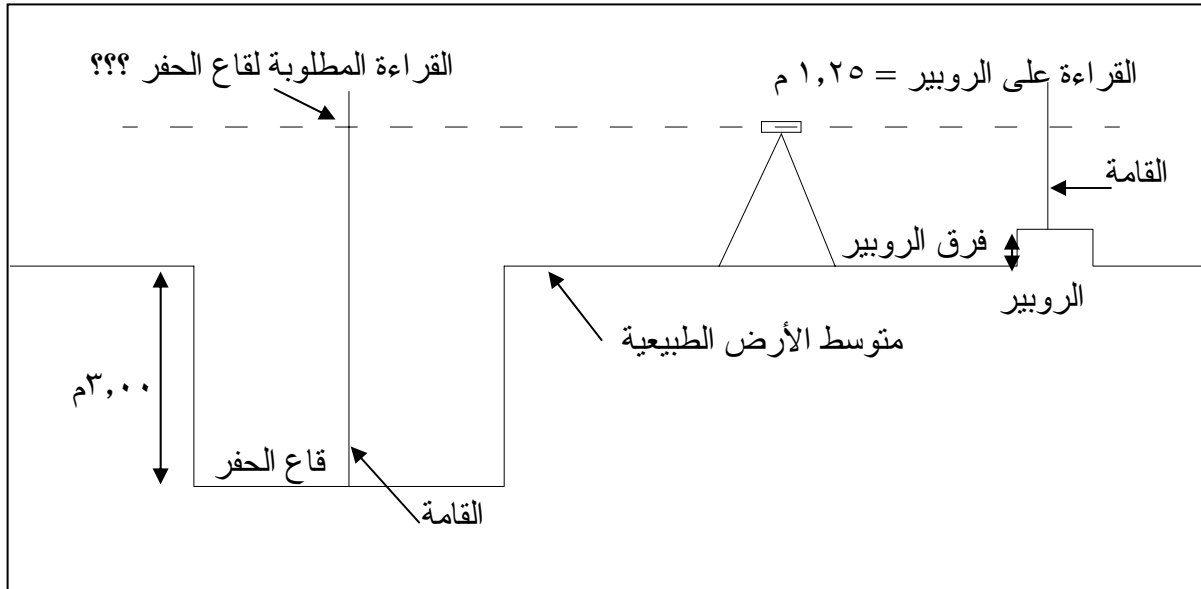 القراءة على الروبير = ١,٢٥ م
القراءة المطلوبة لقاع الحفر ؟؟؟
القامة
فرق الروبير
الروبير
متوسط الأرض الطبيعية
٣,٠٠م
قاع الحفر
القامة